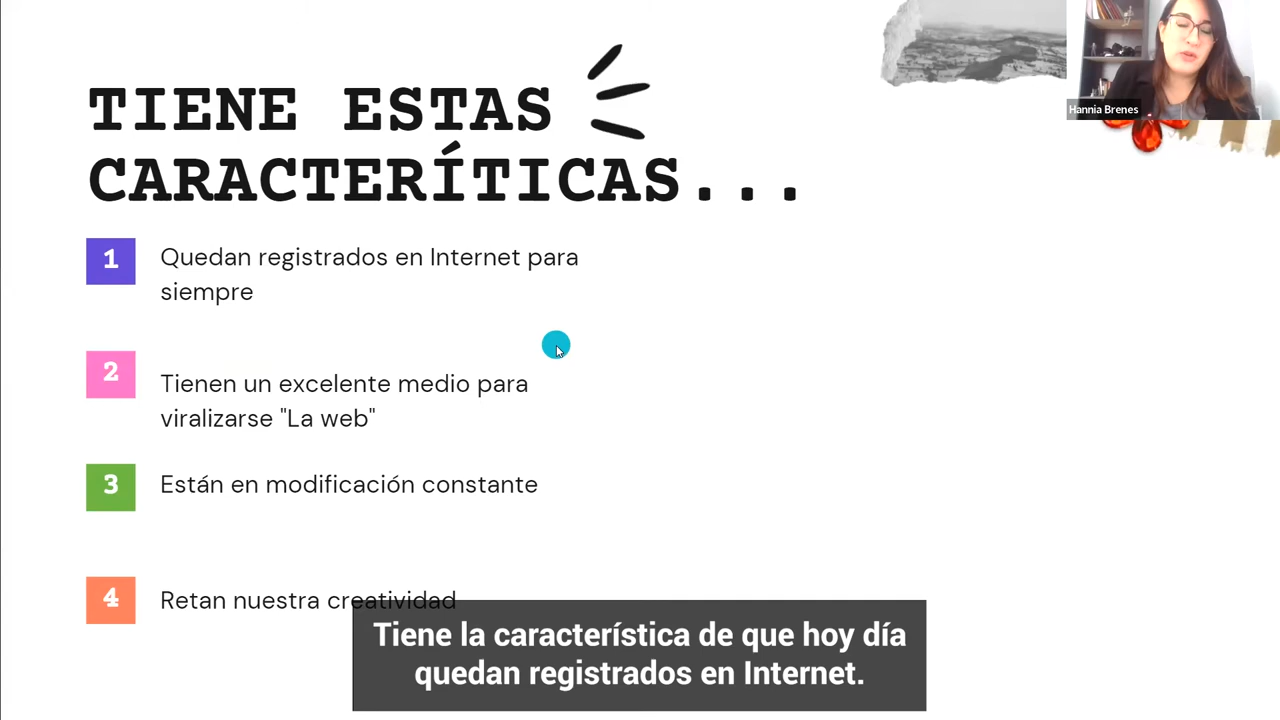 TIENE ESTAS
CARACTERÍTICAS...
Hannia Brenes
1
Quedan registrados en Internet para
siempre
2
Tienen un excelente medio para
viralizarse "La web"
3
Están en modificación constante
4
Retan nuestra creatividad
Tiene la característica de que hoy día
quedan registrados en Internet.